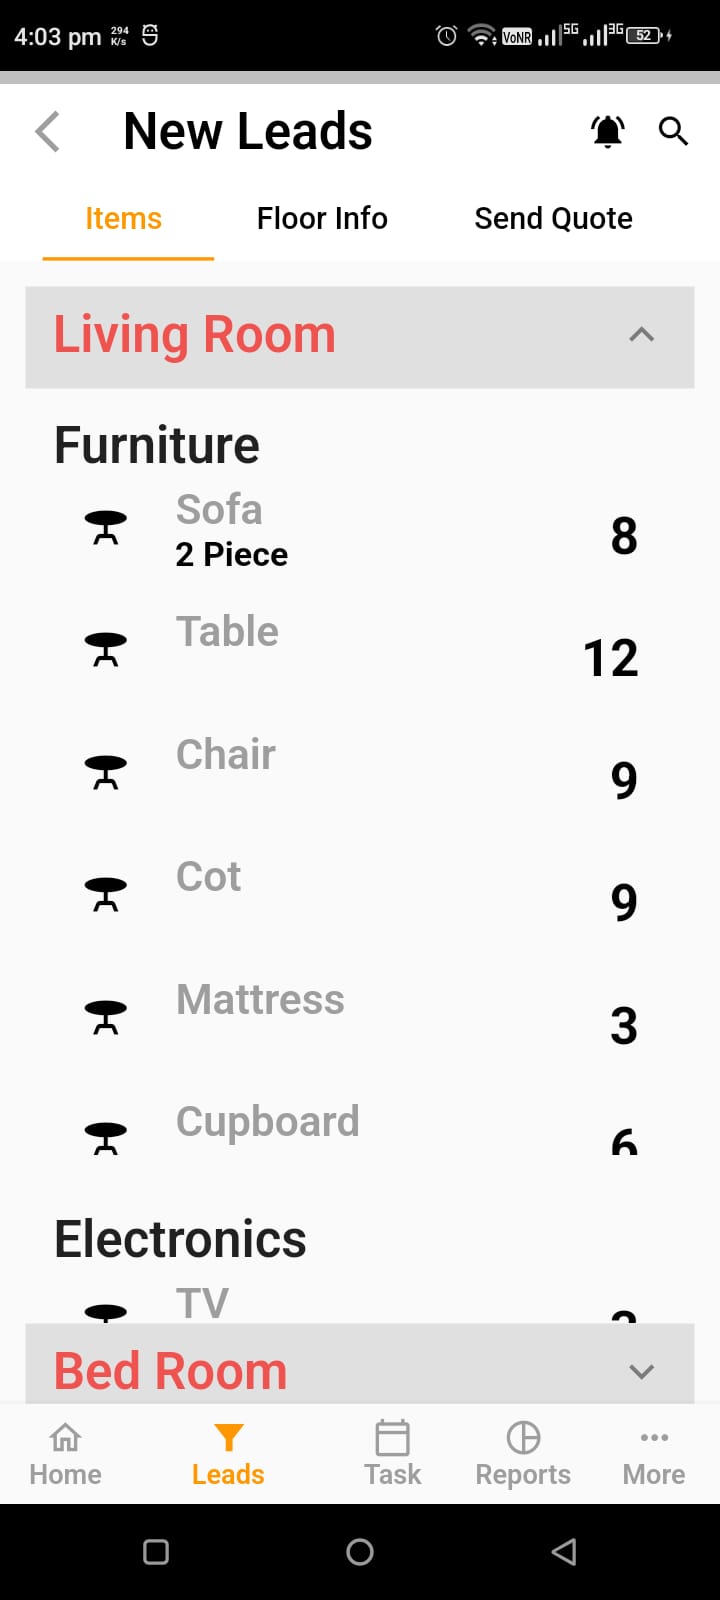 4:03 pm 294 K/s VoNR 5G 3G 52
New Leads
Items Floor Info Send Quote
Living Room
Furniture
Sofa
2 Piece 8
Table 12
Chair 9
Cot 9
Mattress 3
Cupboard 6
Electronics
TV
Bed Room
Home Leads Task Reports More